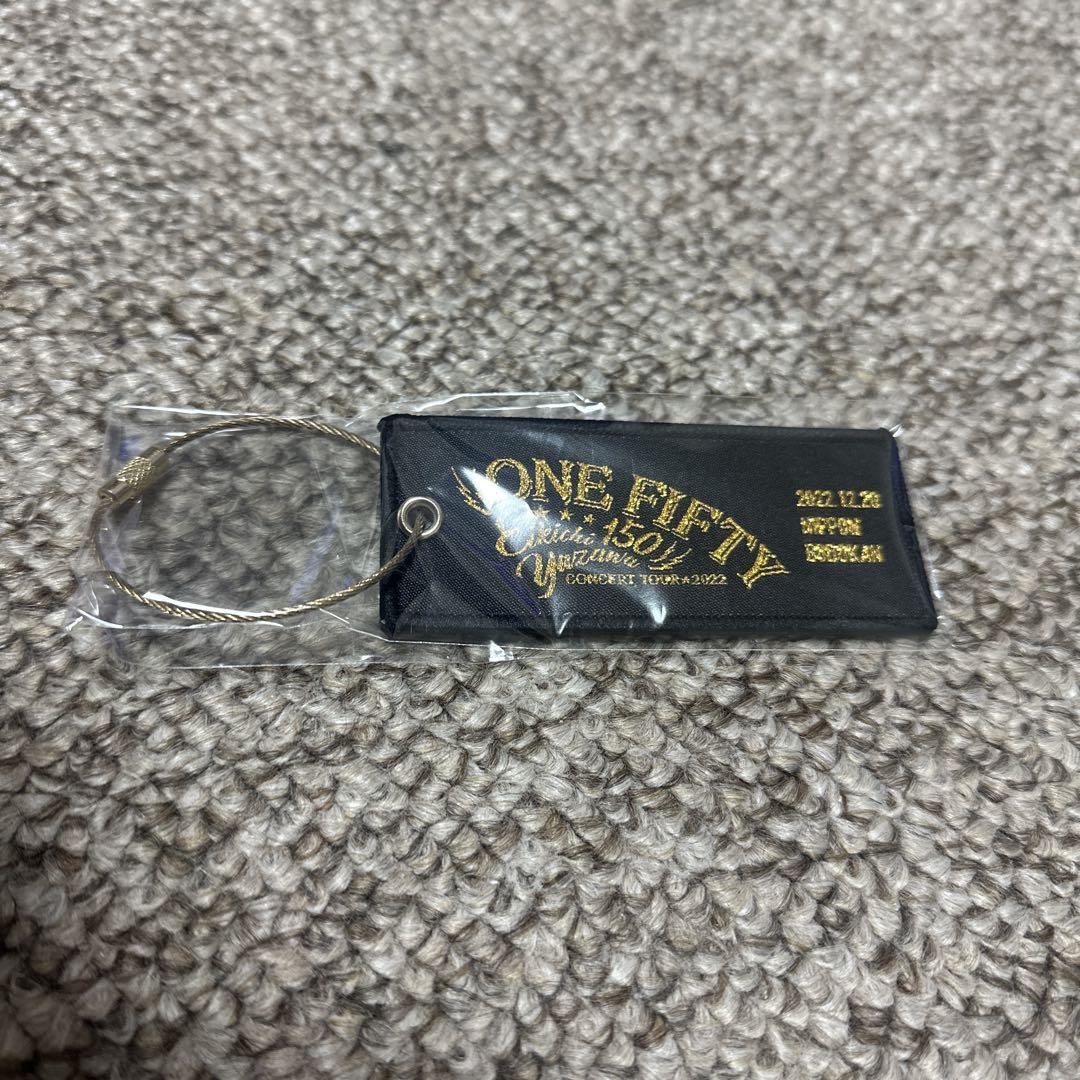 ONE FIFTY
150
Eikichi
Yazawa
CONCERT TOUR★2022
2022.12.20
NIPPON
BUDOKAN